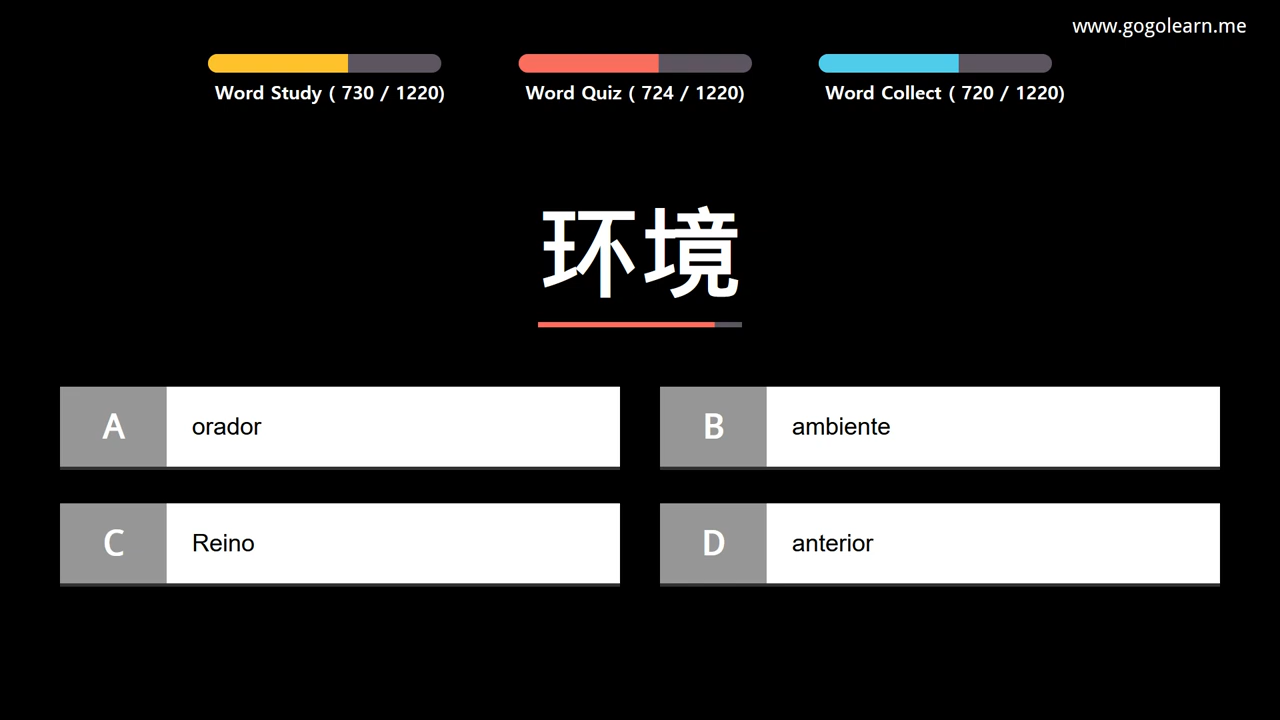 www.gogolearn.me
Word Study ( 730 / 1220)
Word Quiz ( 724 / 1220)
Word Collect ( 720 / 1220)
环境
A orador
B ambiente
C Reino
D anterior